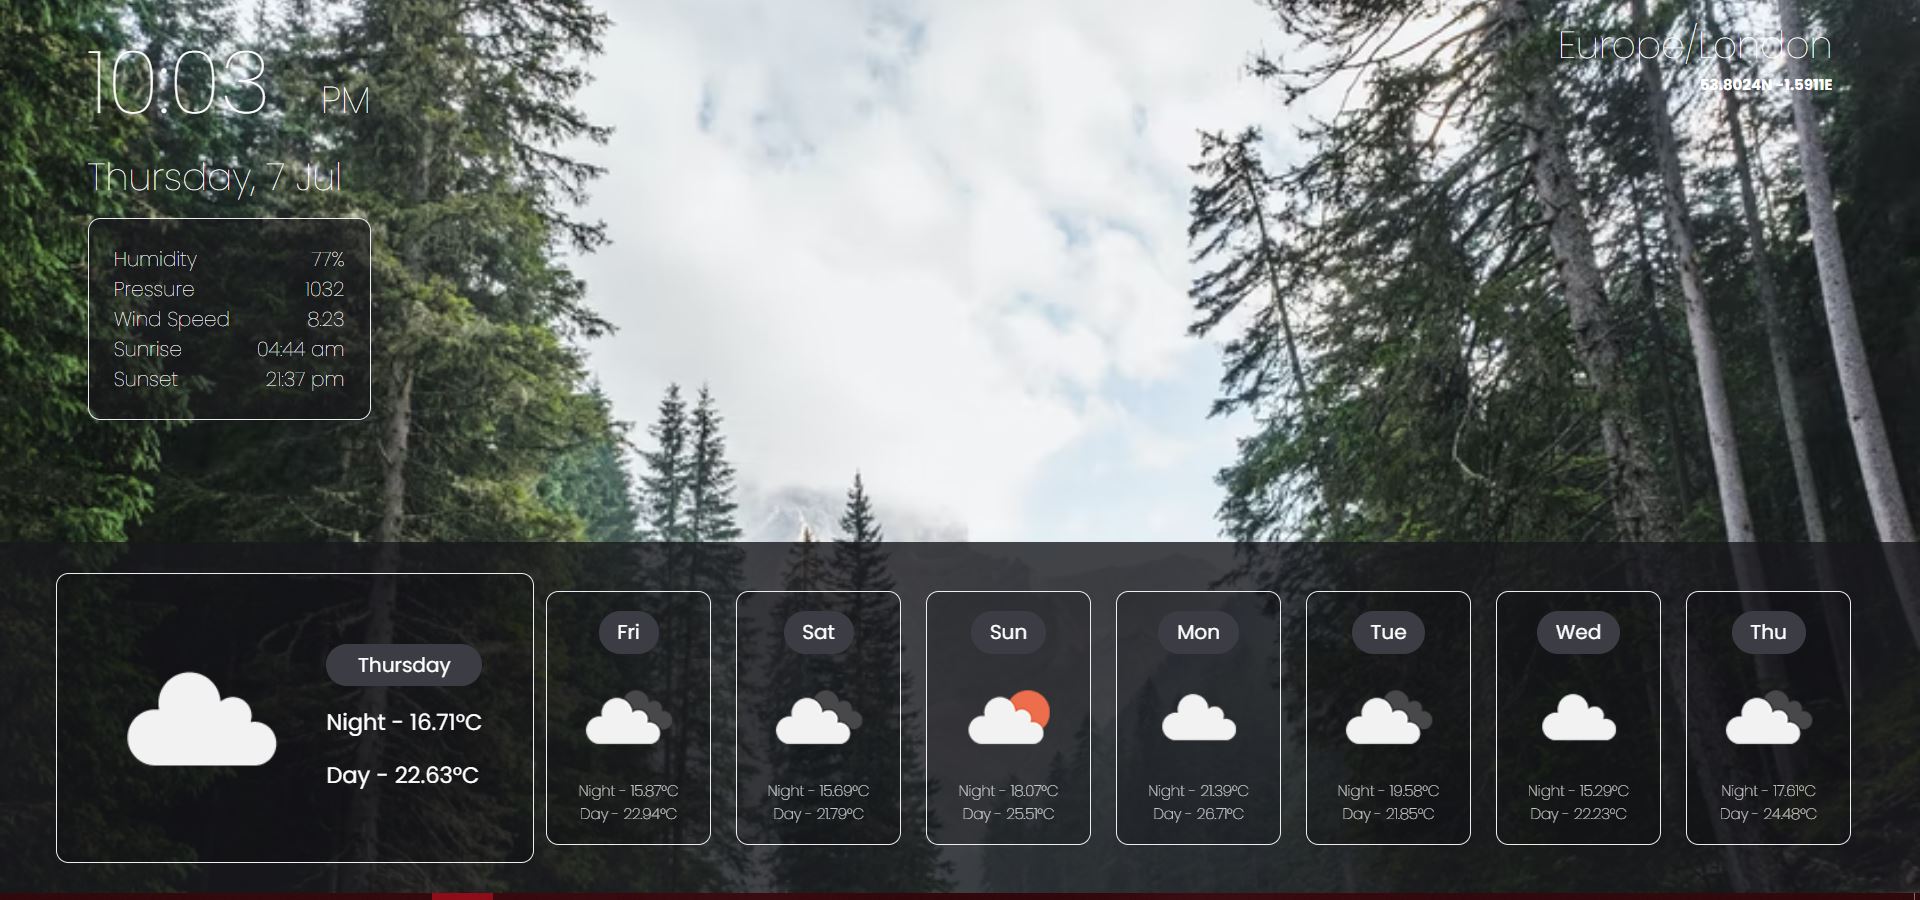 10:03 PM
Thursday, 7 Jul
Humidity 77%
Pressure 1032
Wind Speed 8.23
Sunrise 04:44 am
Sunset 21:37 pm
Europe/London
53.8024N -1.5911E
Thursday
Night - 16.71°C
Day - 22.63°C
Fri
Night - 15.87°C
Day - 22.94°C
Sat
Night - 15.69°C
Day - 21.79°C
Sun
Night - 18.07°C
Day - 25.51°C
Mon
Night - 21.39°C
Day - 26.71°C
Tue
Night - 19.58°C
Day - 21.85°C
Wed
Night - 15.29°C
Day - 22.23°C
Thu
Night - 17.61°C
Day - 24.48°C